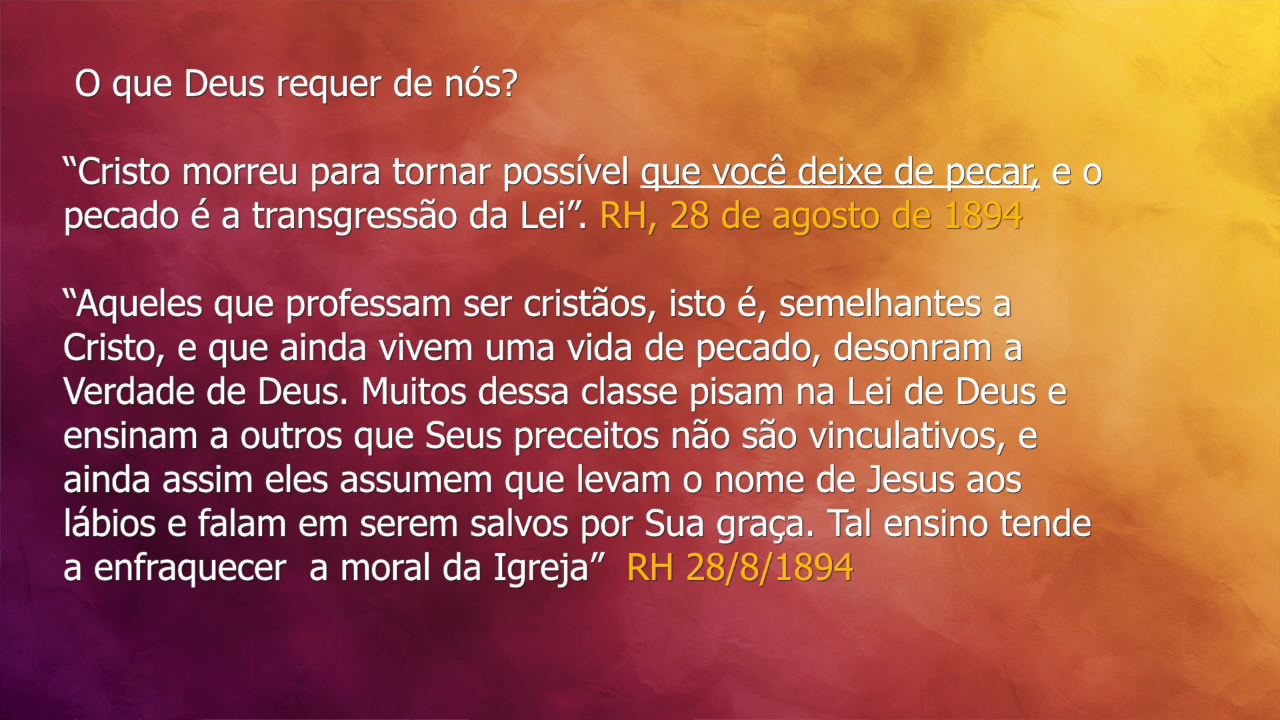 O que Deus requer de nós?
“Cristo morreu para tornar possível que você deixe de pecar, e o
pecado é a transgressão da Lei”. RH, 28 de agosto de 1894
“Aqueles que professam ser cristãos, isto é, semelhantes a
Cristo, e que ainda vivem uma vida de pecado, desonram a
Verdade de Deus. Muitos dessa classe pisam na Lei de Deus e
ensinam a outros que Seus preceitos não são vinculativos, e
ainda assim eles assumem que levam o nome de Jesus aos
lábios e falam em serem salvos por Sua graça. Tal ensino tende
a enfraquecer  a moral da Igreja”  RH 28/8/1894